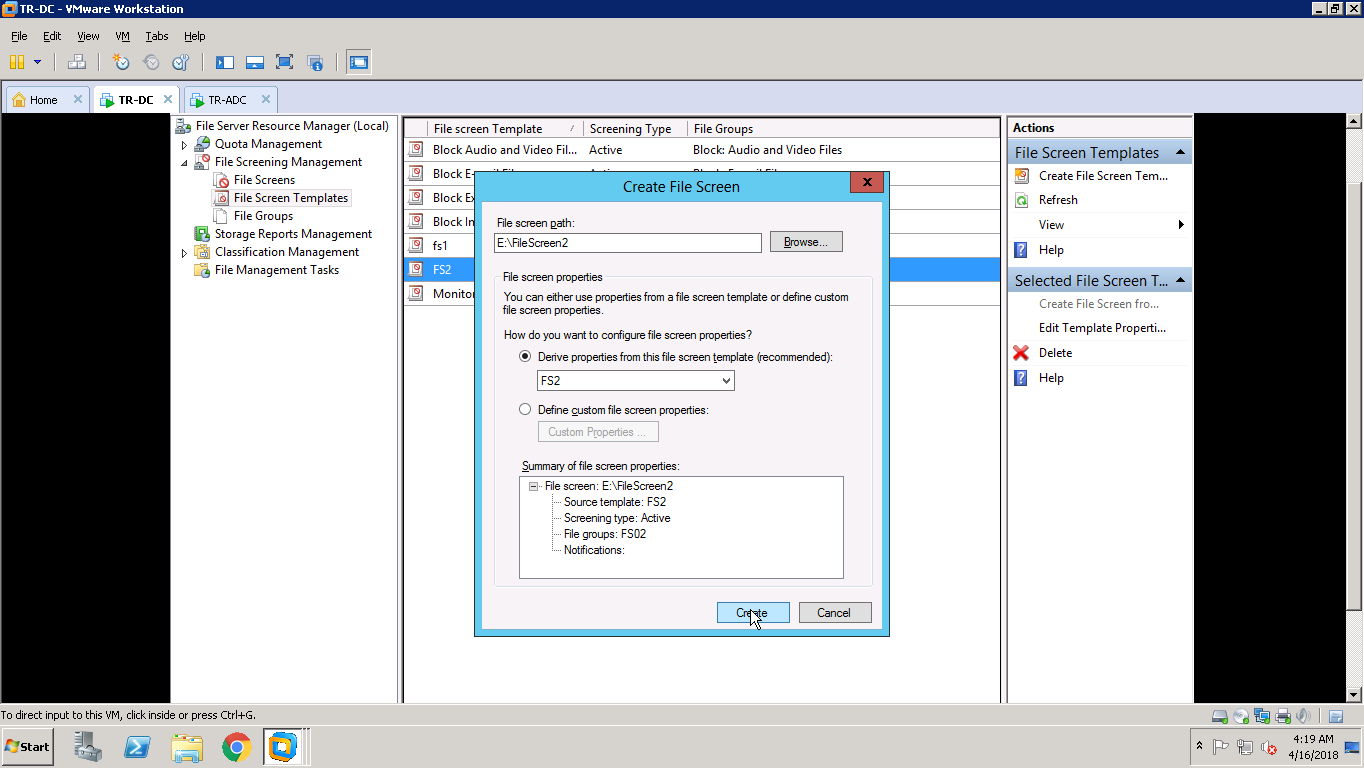 TR-DC - VMware Workstation
File Edit View VM Tabs Help
Home TR-DC TR-ADC
File Server Resource Manager (Local)
Quota Management
File Screening Management
File Screens
File Screen Templates
File Groups
Storage Reports Management
Classification Management
File Management Tasks
File screen Template Screening Type File Groups
Block Audio and Video Fil... Active Block: Audio and Video Files
Block
Block
Block
fs1
FS2
Create File Screen
File screen path:
E:\FileScreen2
Browse...
File screen properties
You can either use properties from a file screen template or define custom
file screen properties.
How do you want to configure file screen properties?
Derive properties from this file screen template (recommended):
FS2
Define custom file screen properties:
Custom Properties ...
Summary of file screen properties:
File screen: E:\FileScreen2
Source template: FS2
Screening type: Active
File groups: FS02
Notifications:
Create Cancel
Actions
File Screen Templates
Create File Screen Tem...
Refresh
View
Help
Selected File Screen T...
Create File Screen fro...
Edit Template Properti...
Delete
Help
To direct input to this VM, click inside or press Ctrl+G.
Start
4:19 AM
4/16/2018